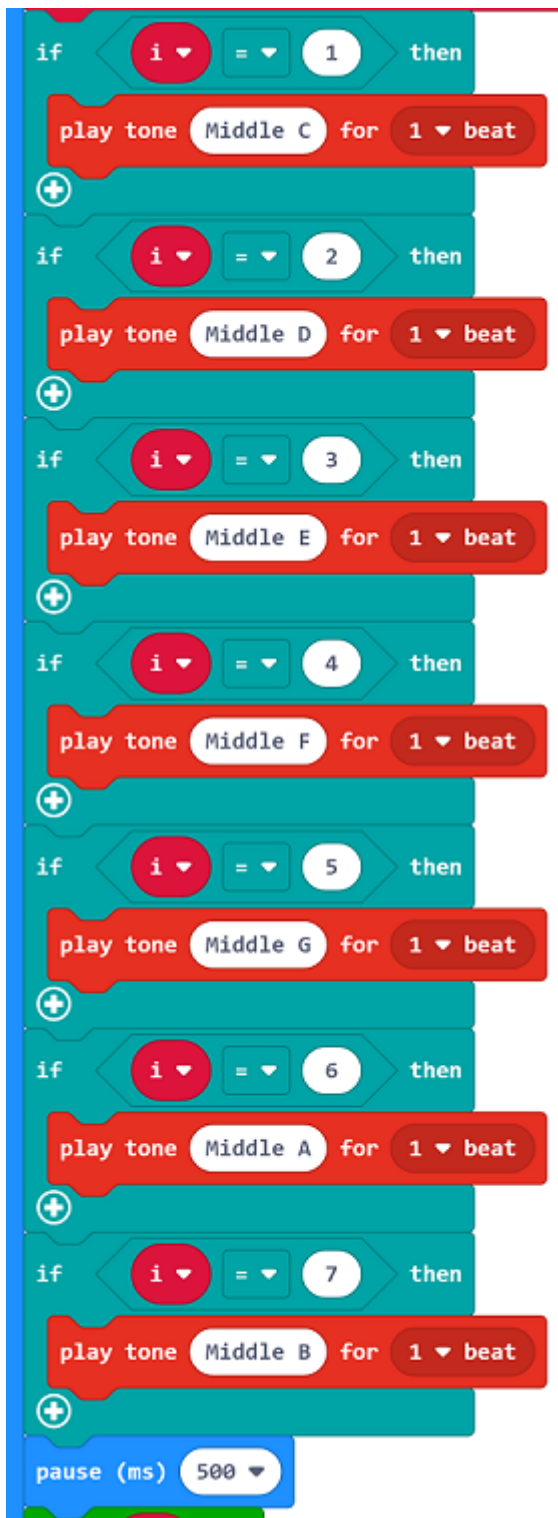 if i = 1 then
play tone Middle C for 1 beat
if i = 2 then
play tone Middle D for 1 beat
if i = 3 then
play tone Middle E for 1 beat
if i = 4 then
play tone Middle F for 1 beat
if i = 5 then
play tone Middle G for 1 beat
if i = 6 then
play tone Middle A for 1 beat
if i = 7 then
play tone Middle B for 1 beat
pause (ms) 500